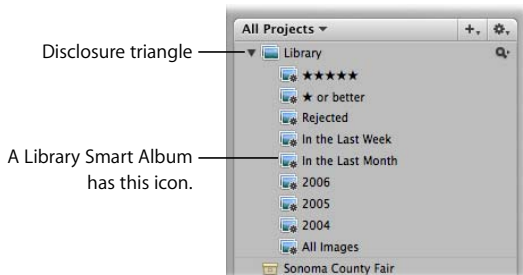 All Projects
Disclosure triangle
Library
★★★★★
★ or better
Rejected
In the Last Week
A Library Smart Album
has this icon.
In the Last Month
2006
2005
2004
All Images
Sonoma County Fair